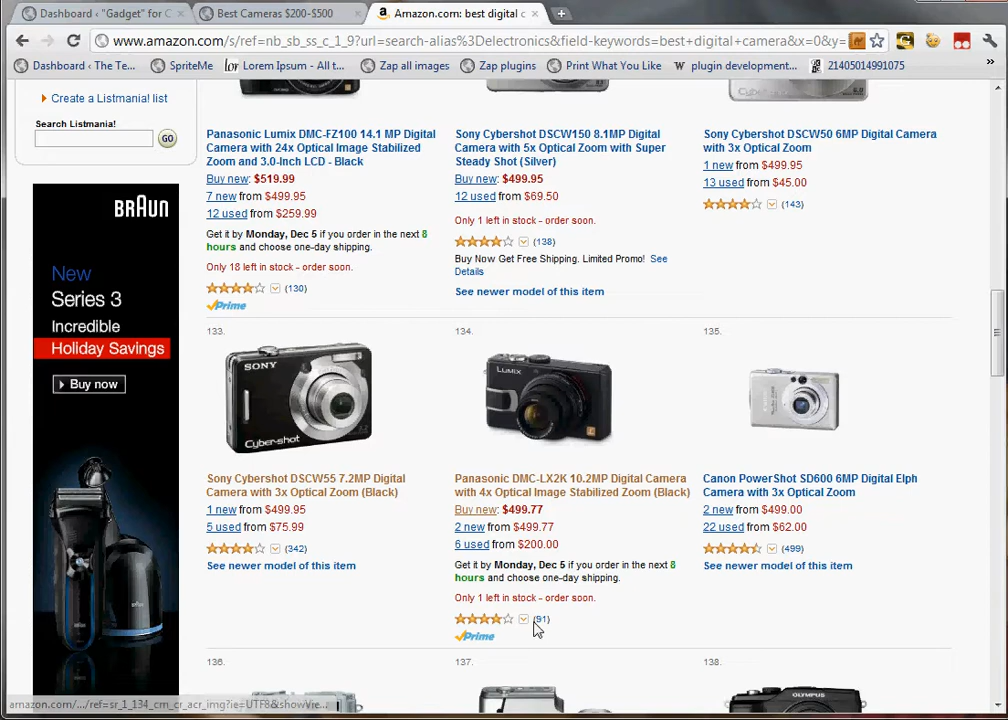 Dashboard ‹ "Gadget" for C
Best Cameras $200-$500
Amazon.com: best digital c
www.amazon.com/s/ref=nb_sb_ss_c_1_9?url=search-alias%3Delectronics&field-keywords=best+digital+camera&x=0&y=
Dashboard ‹ The Te...
SpriteMe
lor Lorem Ipsum - All t...
Zap all images
Zap plugins
Print What You Like
W plugin development...
21405014991075
Create a Listmania! list
Search Listmania!
GO
Panasonic Lumix DMC-FZ100 14.1 MP Digital
Camera with 24x Optical Image Stabilized
Zoom and 3.0-Inch LCD - Black
Buy new: $519.99
7 new from $499.95
12 used from $259.99
Get it by Monday, Dec 5 if you order in the next 8
hours and choose one-day shipping.
Only 18 left in stock - order soon.
(130)
Prime
Sony Cybershot DSCW150 8.1MP Digital
Camera with 5x Optical Zoom with Super
Steady Shot (Silver)
Buy new: $499.95
12 used from $69.50
Only 1 left in stock - order soon.
(138)
Buy Now Get Free Shipping. Limited Promo! See
Details
See newer model of this item
Sony Cybershot DSCW50 6MP Digital Camera
with 3x Optical Zoom
1 new from $499.95
13 used from $45.00
(143)
BRAUN
New
Series 3
Incredible
Holiday Savings
Buy now
133.
SONY
Cyber-shot
Sony Cybershot DSCW55 7.2MP Digital
Camera with 3x Optical Zoom (Black)
1 new from $499.95
5 used from $75.99
(342)
See newer model of this item
134.
LUMIX
L
Panasonic DMC-LX2K 10.2MP Digital Camera
with 4x Optical Image Stabilized Zoom (Black)
Buy new: $499.77
2 new from $499.77
6 used from $200.00
Get it by Monday, Dec 5 if you order in the next 8
hours and choose one-day shipping.
Only 1 left in stock - order soon.
(91)
Prime
135.
Canon PowerShot SD600 6MP Digital Elph
Camera with 3x Optical Zoom
2 new from $499.00
22 used from $62.00
(499)
See newer model of this item
136.
137.
138.
amazon.com/.../ref=sr_1_134_cm_cr_acr_img?ie=UTF8&showVie...